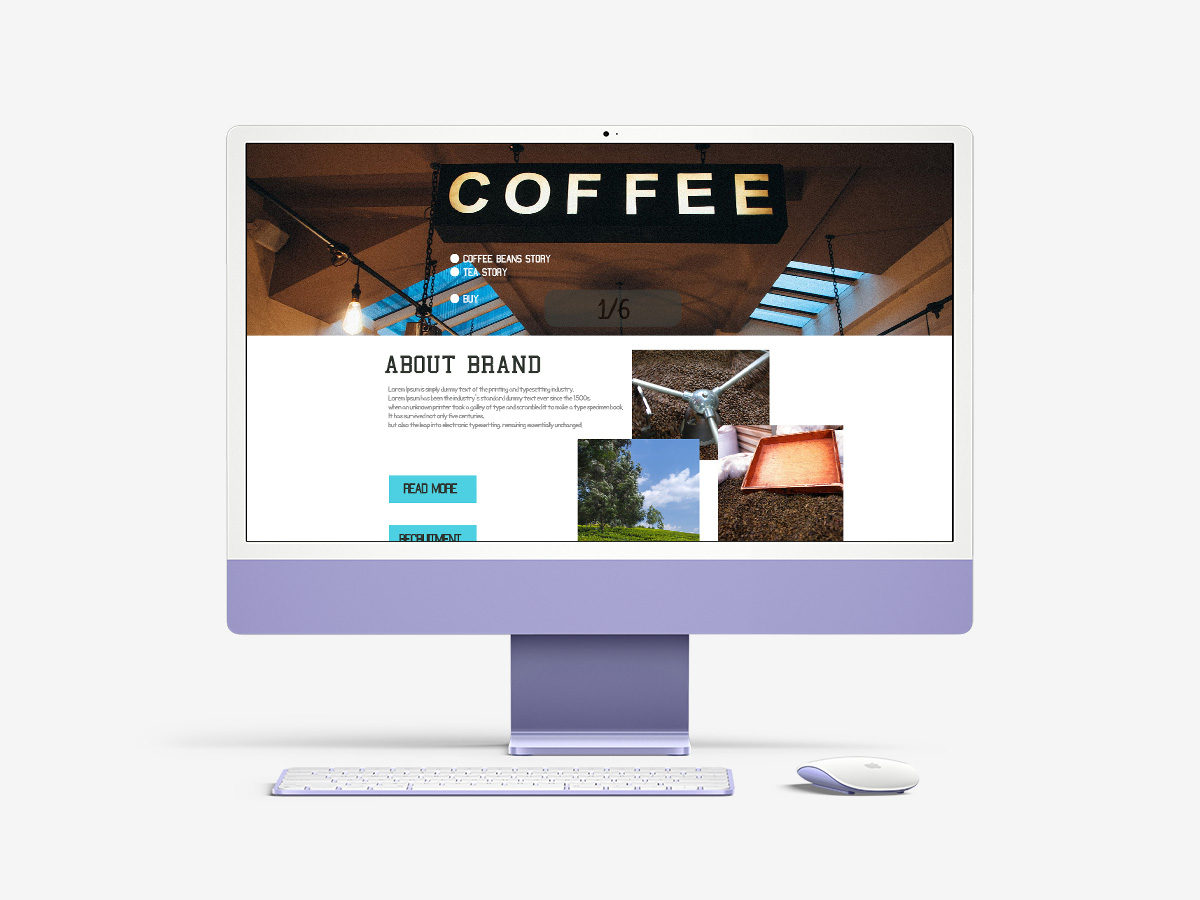 COFFEE
COFFEE BEANS STORY
TEA STORY
BUY
1/6
ABOUT BRAND
Lorem Ipsum is simply dummy text of the printing and typesetting industry.
Lorem Ipsum has been the industry's standard dummy text ever since the 1500s,
when an unknown printer took a galley of type and scrambled it to make a type specimen book.
It has survived not only five centuries,
but also the leap into electronic typesetting, remaining essentially unchanged.
READ MORE
RECRUITMENT